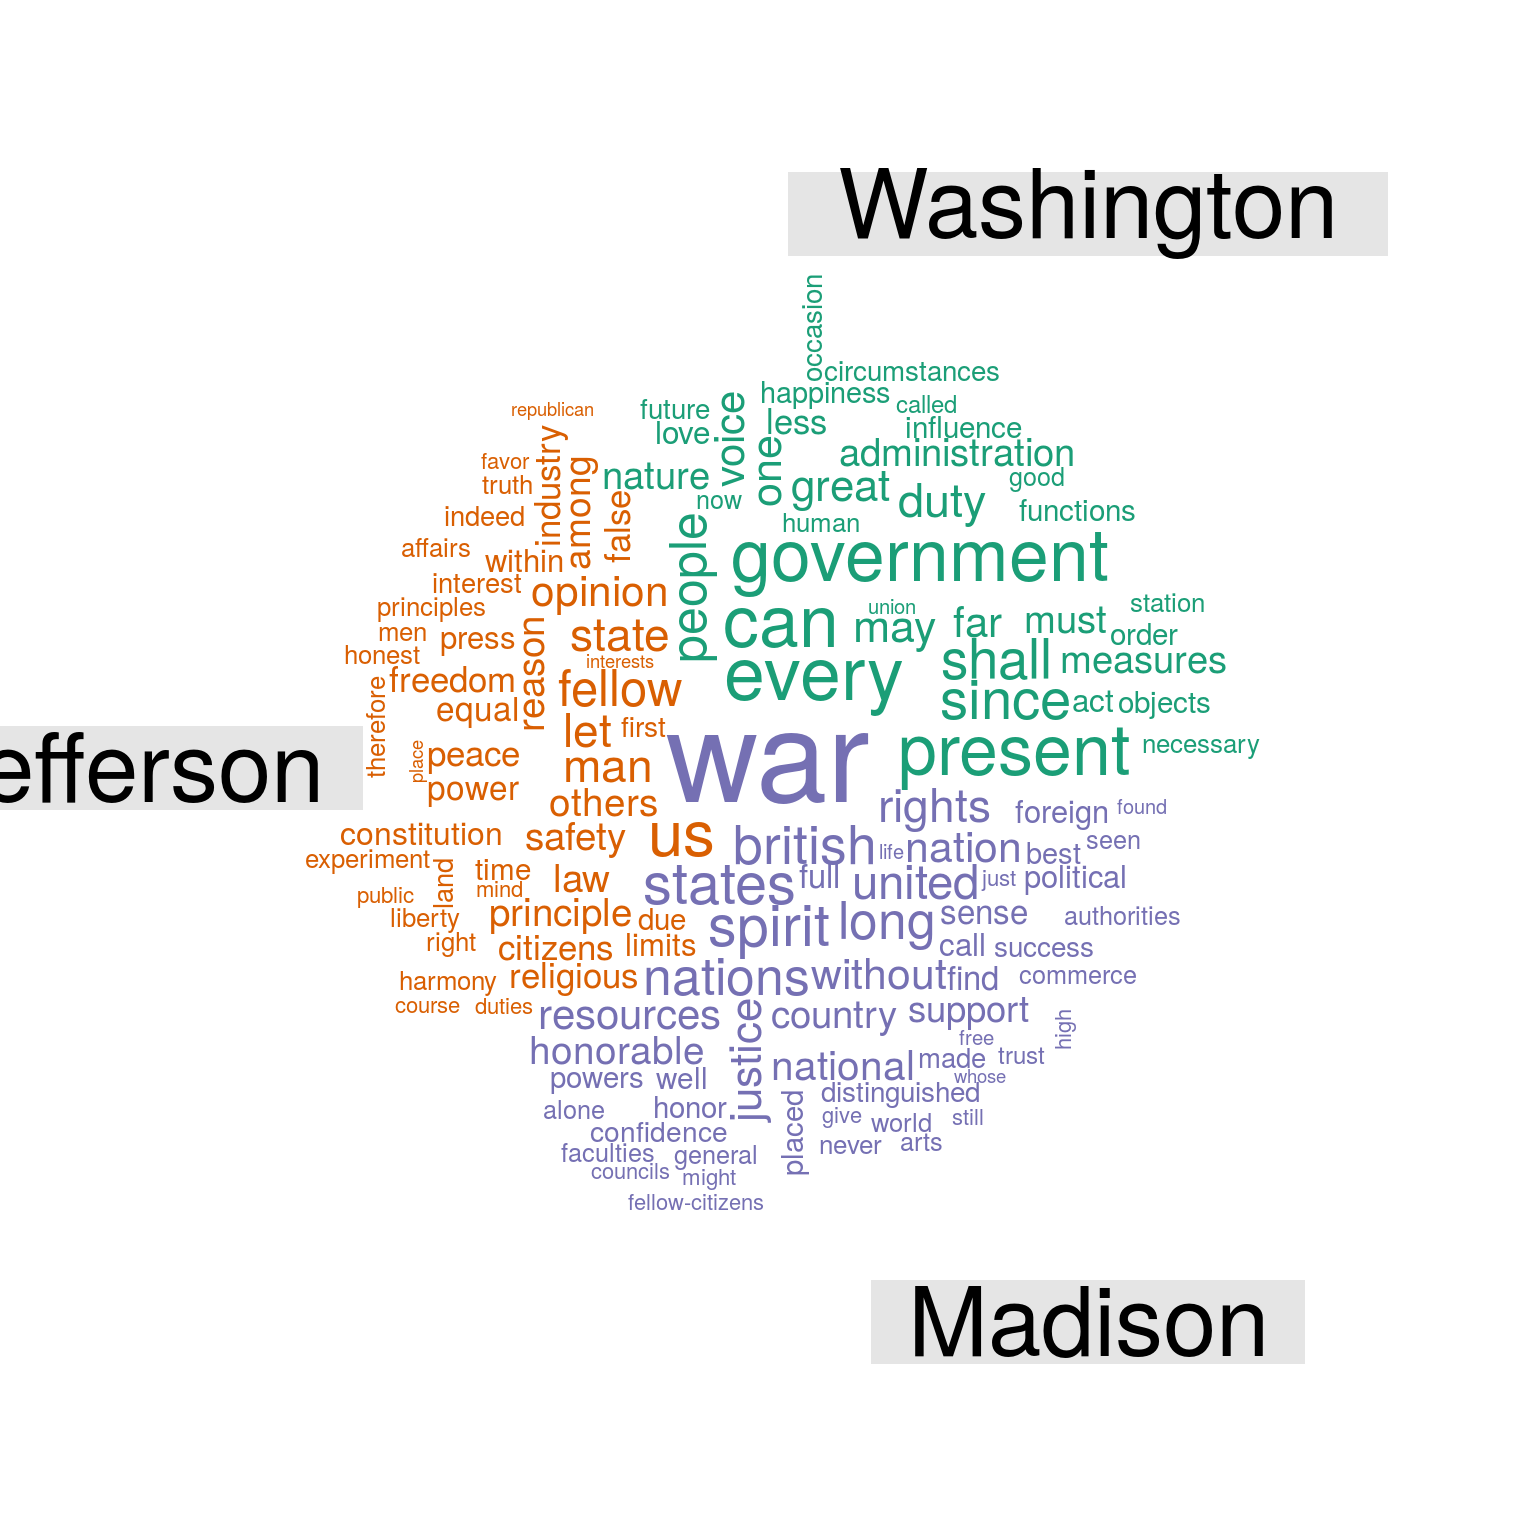 Washington
occasion
circumstances
happiness
called
republican
future
less
influence
love
voice
administration
one
favor
nature
good
truth
industry
among
great
now
duty
functions
indeed
false
human
affairs
within
people
government
interest
opinion
principles
can
union
station
men
press
state
may
far
must
order
honest
reason
interests
every
shall
measures
therefore
freedom
fellow
since
act
objects
equal
let
first
efferson
place
peace
man
war
present
necessary
power
others
rights
foreign
found
constitution
safety
us
british
life
nation
best
seen
experiment
land
time
law
states
full
united
just
political
public
mind
liberty
principle
due
spirit
long
sense
authorities
right
citizens
limits
call
success
harmony
religious
nations
without
find
commerce
course
duties
resources
justice
country
support
high
honorable
free
national
made
trust
powers
well
whose
distinguished
alone
honor
placed
give
world
still
confidence
never
arts
faculties
general
councils
might
fellow-citizens
Madison